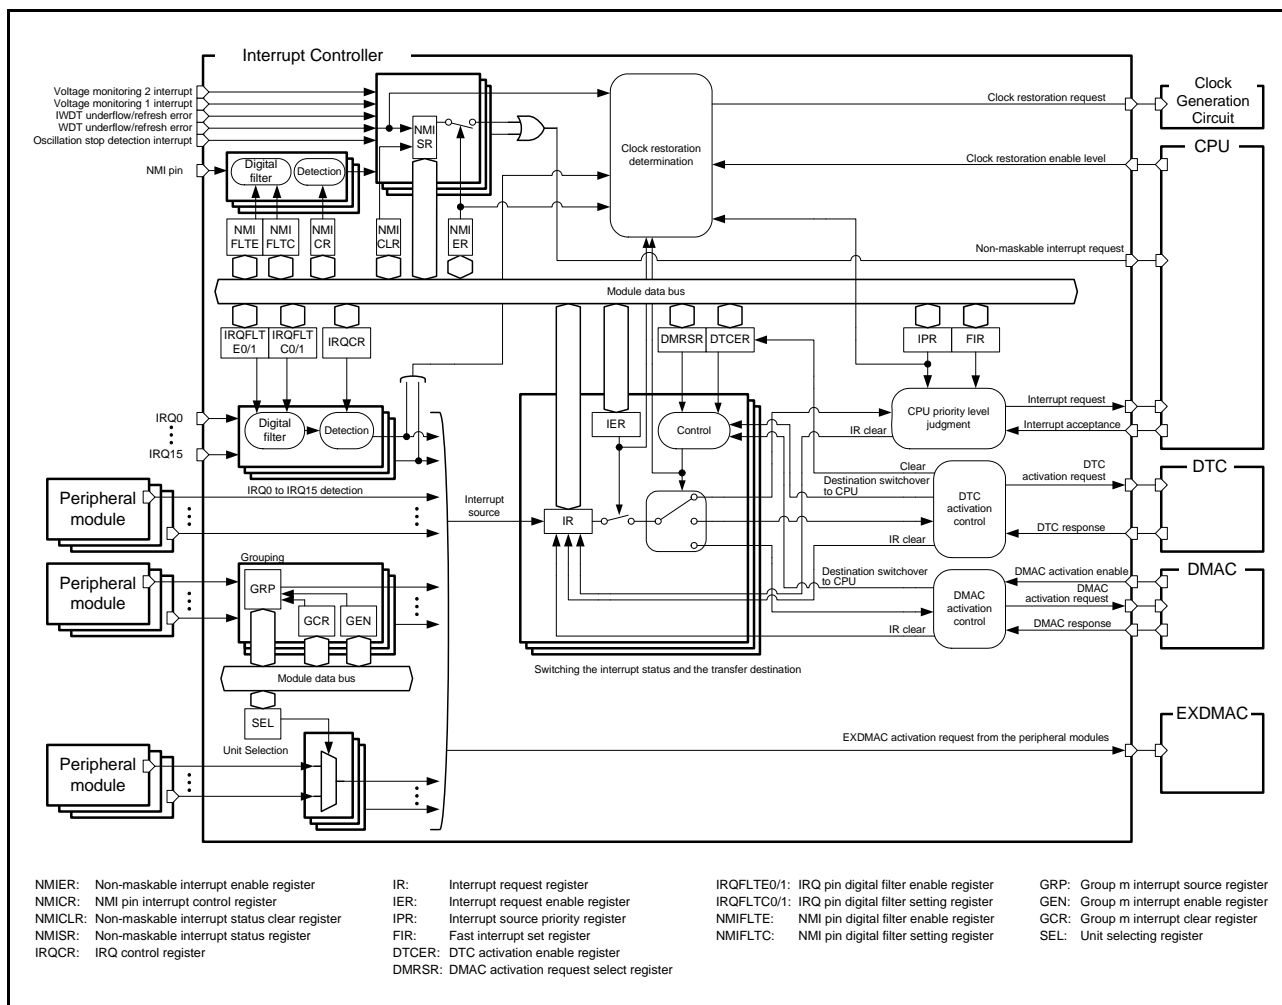 Interrupt Controller
Voltage monitoring 2 interrupt
Voltage monitoring 1 interrupt
IWDT underflow/refresh error
WDT underflow/refresh error
Oscillation stop detection interrupt
NMI pin
Digital
filter
Detection
NMI
SR
NMI
FLTE
NMI
FLTC
NMI
CR
NMI
CLR
NMI
ER
Clock restoration
determination
Clock restoration request
Clock restoration enable level
Non-maskable interrupt request
Clock
Generation
Circuit
CPU
Module data bus
IRQFLT
E0/1
IRQFLT
C0/1
IRQCR
DMRSR
DTCER
IPR
FIR
IRQ0
IRQ15
Digital
filter
Detection
IER
Control
CPU priority level
judgment
Interrupt request
Interrupt acceptance
IR clear
Clear
Destination switchover
to CPU
DTC
activation request
DTC
DTC
activation
control
DTC response
IR clear
Peripheral
module
IRQ0 to IRQ15 detection
Interrupt
source
IR
Peripheral
module
Grouping
GRP
GCR
GEN
Destination switchover
to CPU
DMAC activation enable
DMAC
activation request
DMAC
DMAC
activation
control
DMAC response
IR clear
Module data bus
Switching the interrupt status and the transfer destination
SEL
Unit Selection
EXDMAC
EXDMAC activation request from the peripheral modules
Peripheral
module
NMIER: Non-maskable interrupt enable register
NMICR: NMI pin interrupt control register
NMICLR: Non-maskable interrupt status clear register
NMISR: Non-maskable interrupt status register
IRQCR: IRQ control register
IR: Interrupt request register
IER: Interrupt request enable register
IPR: Interrupt source priority register
FIR: Fast interrupt set register
DTCER: DTC activation enable register
DMRSR: DMAC activation request select register
IRQFLTE0/1: IRQ pin digital filter enable register
IRQFLTC0/1: IRQ pin digital filter setting register
NMIFLTE: NMI pin digital filter enable register
NMIFLTC: NMI pin digital filter setting register
GRP: Group m interrupt source register
GEN: Group m interrupt enable register
GCR: Group m interrupt clear register
SEL: Unit selecting register